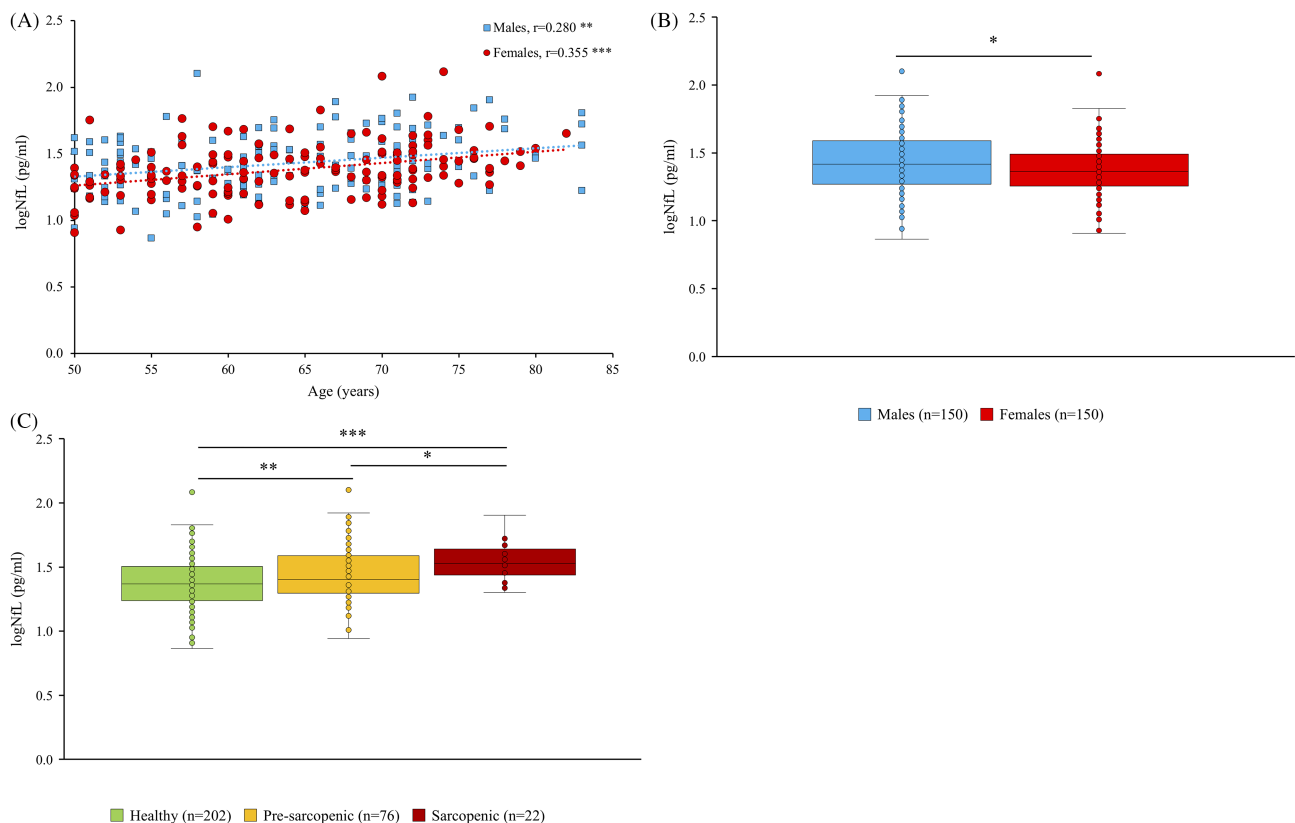 (A)
Males, r=0.280 **
Females, r=0.355 ***
2.5
2.0
1.5
1.0
0.5
0.0
logNfL (pg/ml)
50 55 60 65 70 75 80 85
Age (years)
(B)
*
2.5
2.0
1.5
1.0
0.5
0.0
logNfL (pg/ml)
Males (n=150) Females (n=150)
(C)
***
**
*
2.5
2.0
1.5
1.0
0.5
0.0
logNfL (pg/ml)
Healthy (n=202) Pre-sarcopenic (n=76) Sarcopenic (n=22)